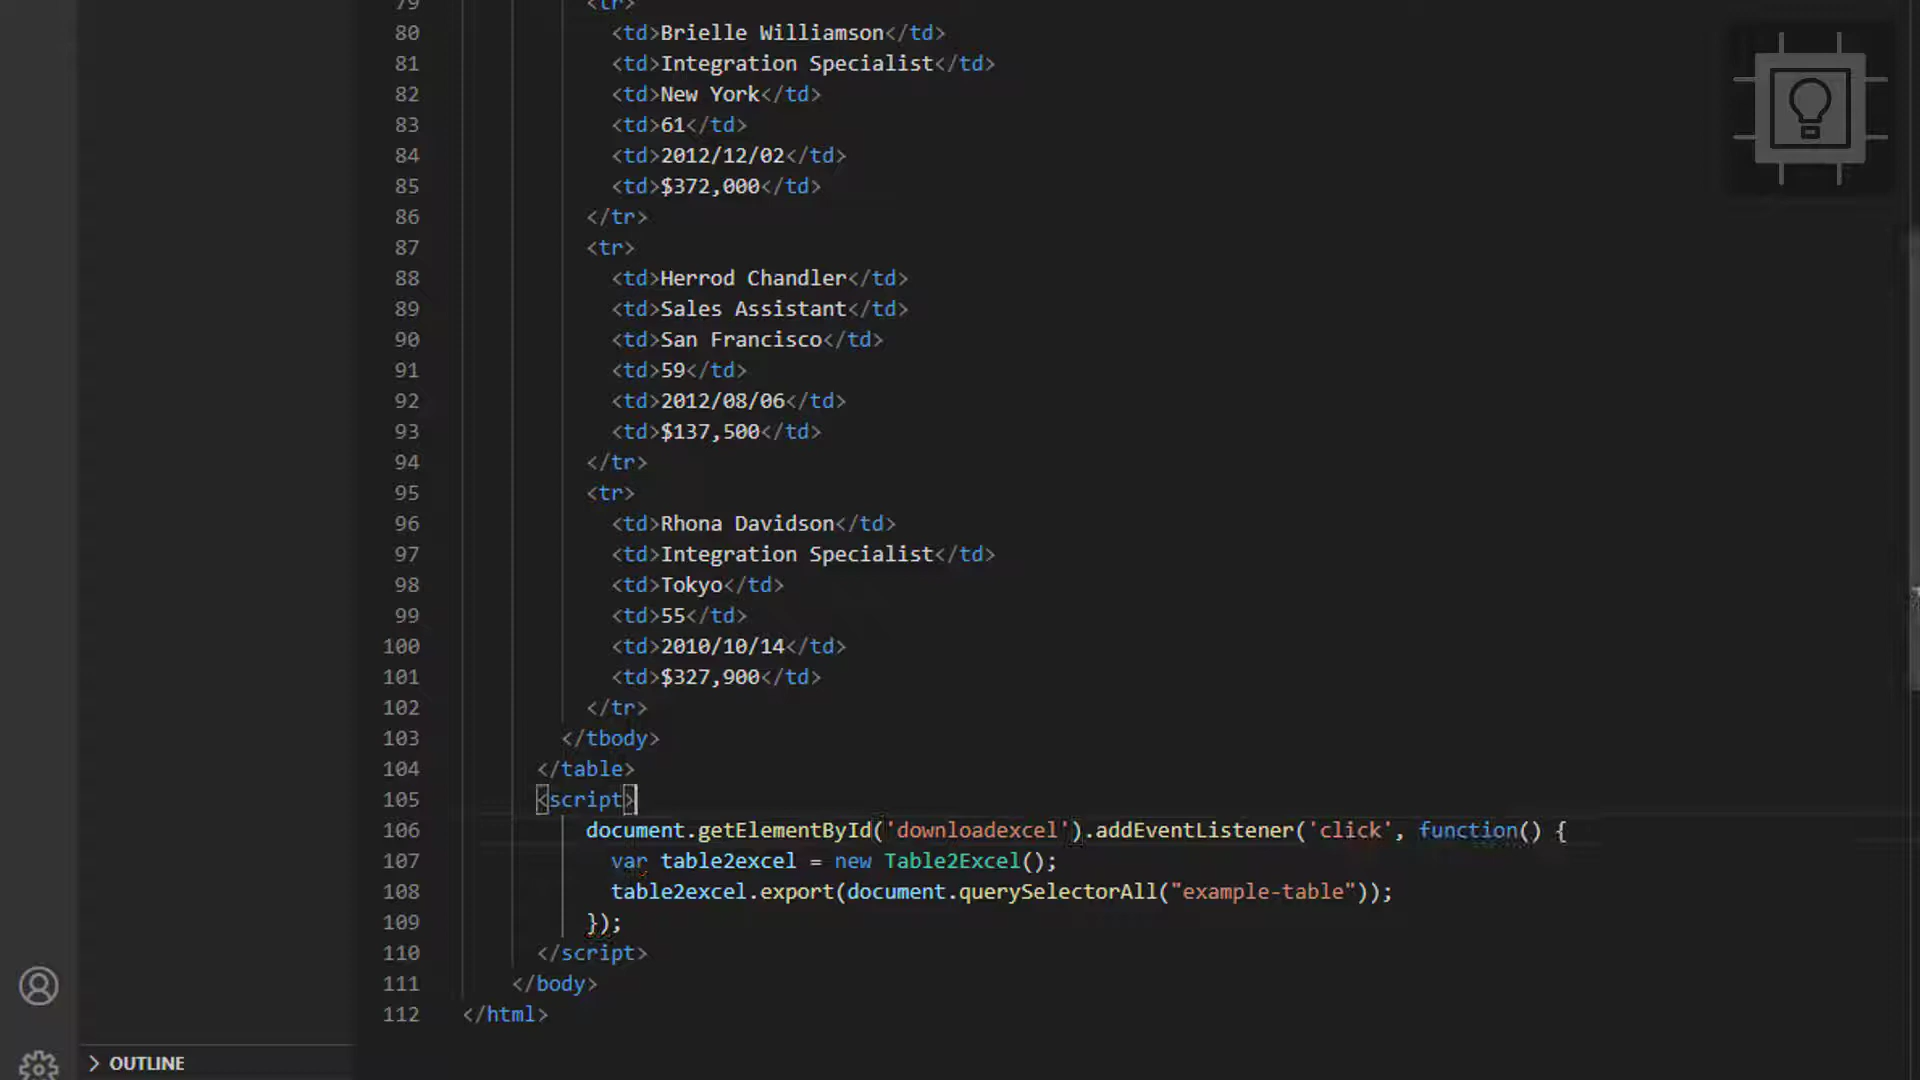 79 <tr>
80 <td>Brielle Williamson</td>
81 <td>Integration Specialist</td>
82 <td>New York</td>
83 <td>61</td>
84 <td>2012/12/02</td>
85 <td>$372,000</td>
86 </tr>
87 <tr>
88 <td>Herrod Chandler</td>
89 <td>Sales Assistant</td>
90 <td>San Francisco</td>
91 <td>59</td>
92 <td>2012/08/06</td>
93 <td>$137,500</td>
94 </tr>
95 <tr>
96 <td>Rhona Davidson</td>
97 <td>Integration Specialist</td>
98 <td>Tokyo</td>
99 <td>55</td>
100 <td>2010/10/14</td>
101 <td>$327,900</td>
102 </tr>
103 </tbody>
104 </table>
105 <script>
106 document.getElementById('downloadexcel').addEventListener('click', function() {
107 var table2excel = new Table2Excel();
108 table2excel.export(document.querySelectorAll("example-table"));
109 });
110 </script>
111 </body>
112 </html>
OUTLINE